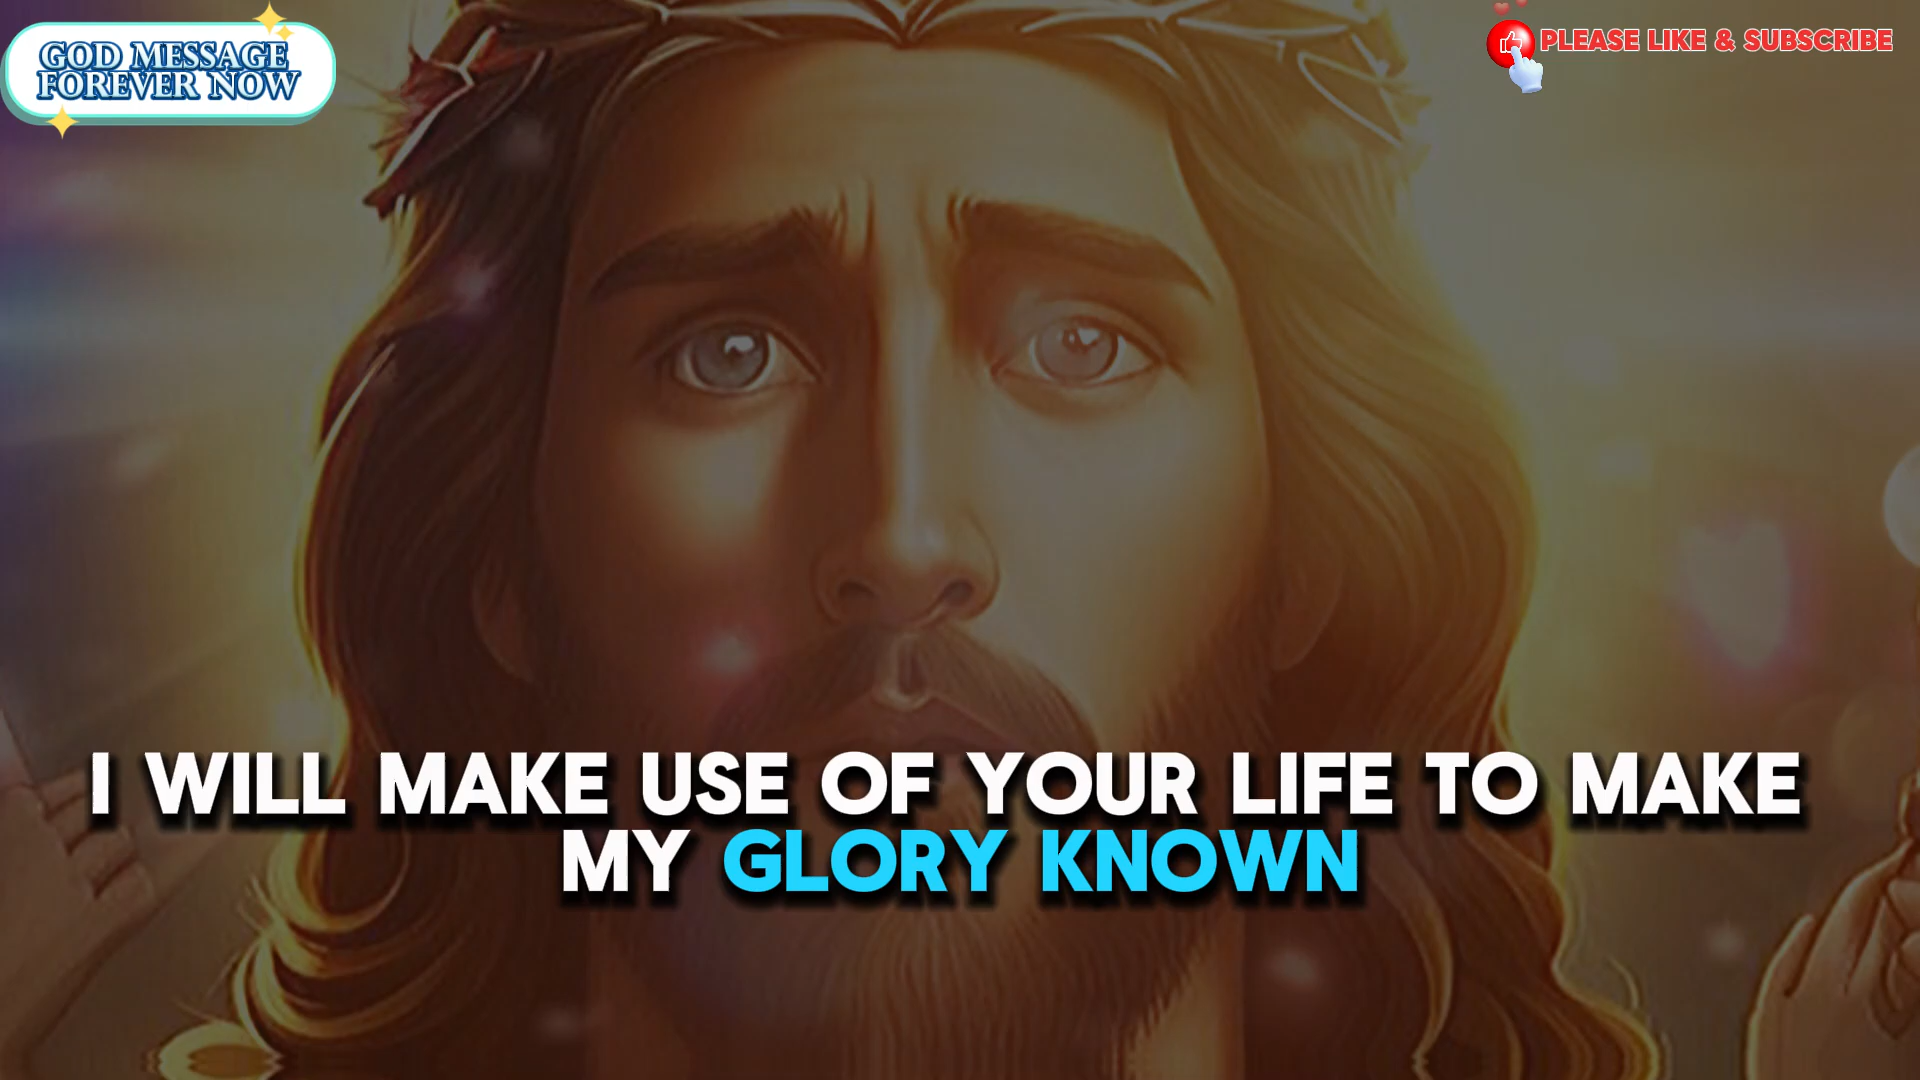 GOD MESSAGE
FOREVER NOW
PLEASE LIKE & SUBSCRIBE
I WILL MAKE USE OF YOUR LIFE TO MAKE
MY GLORY KNOWN